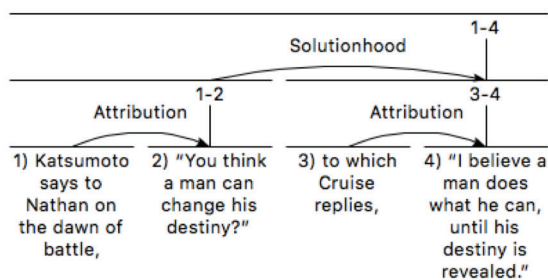 1-4
Solutionhood
1-2
3-4
Attribution
Attribution
1) Katsumoto
says to
Nathan on
the dawn of
battle,
2) “You think
a man can
change his
destiny?”
3) to which
Cruise
replies,
4) “I believe a
man does
what he can,
until his
destiny is
revealed.”